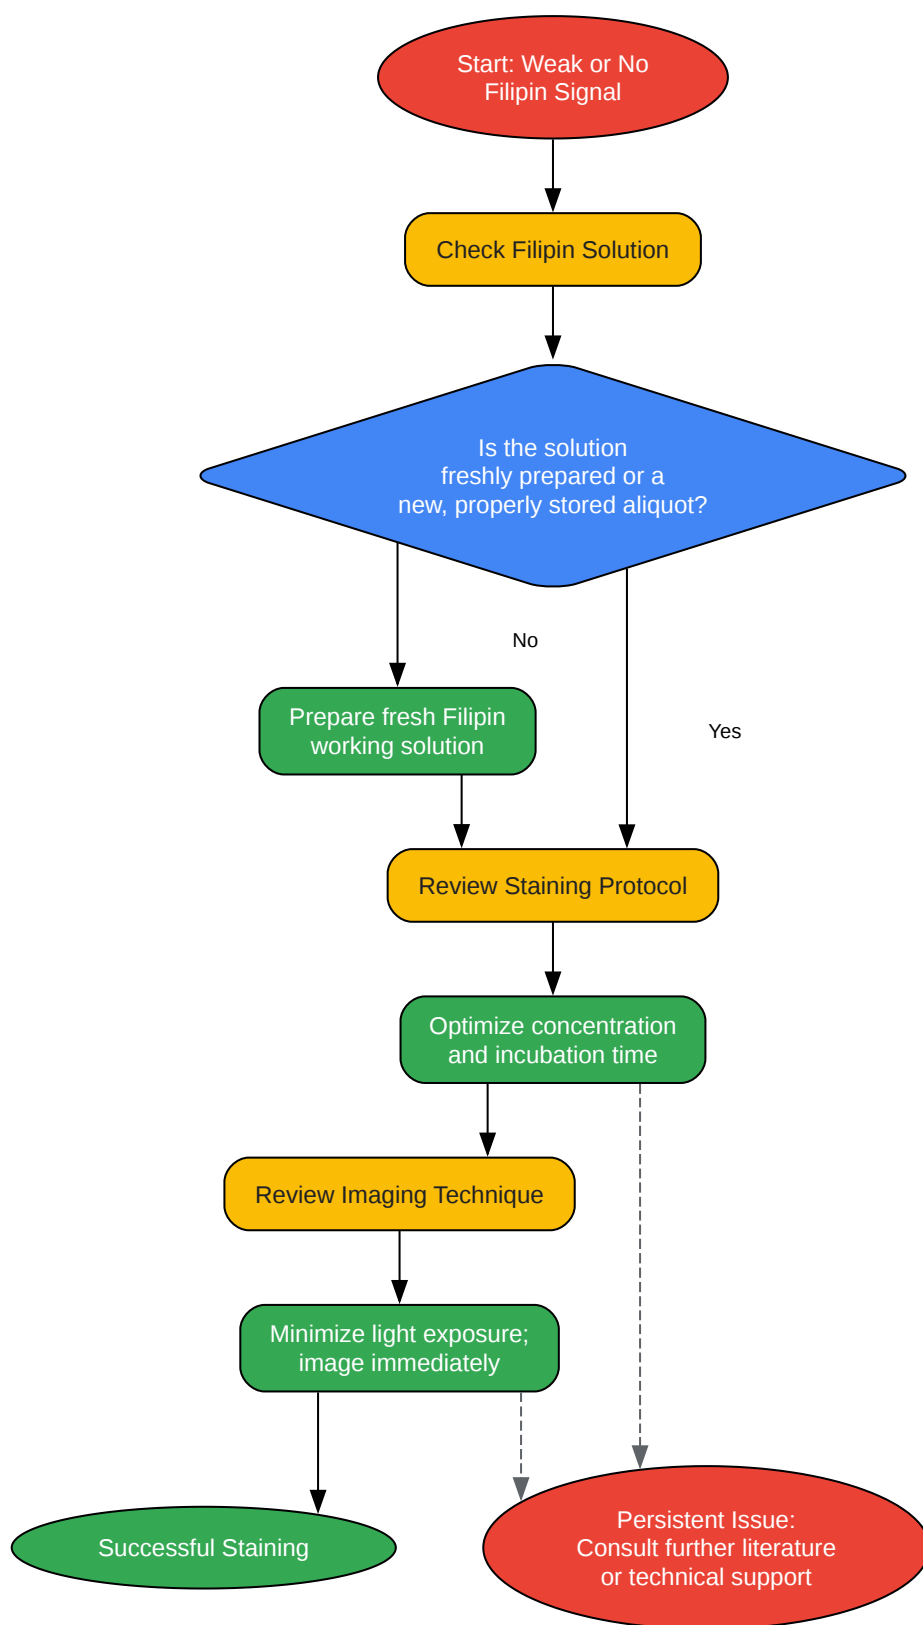 Start: Weak or No
Filipin Signal
Check Filipin Solution
Is the solution
freshly prepared or a
new, properly stored aliquot?
No
Prepare fresh Filipin
working solution
Yes
Review Staining Protocol
Optimize concentration
and incubation time
Review Imaging Technique
Minimize light exposure;
image immediately
Successful Staining
Persistent Issue:
Consult further literature
or technical support